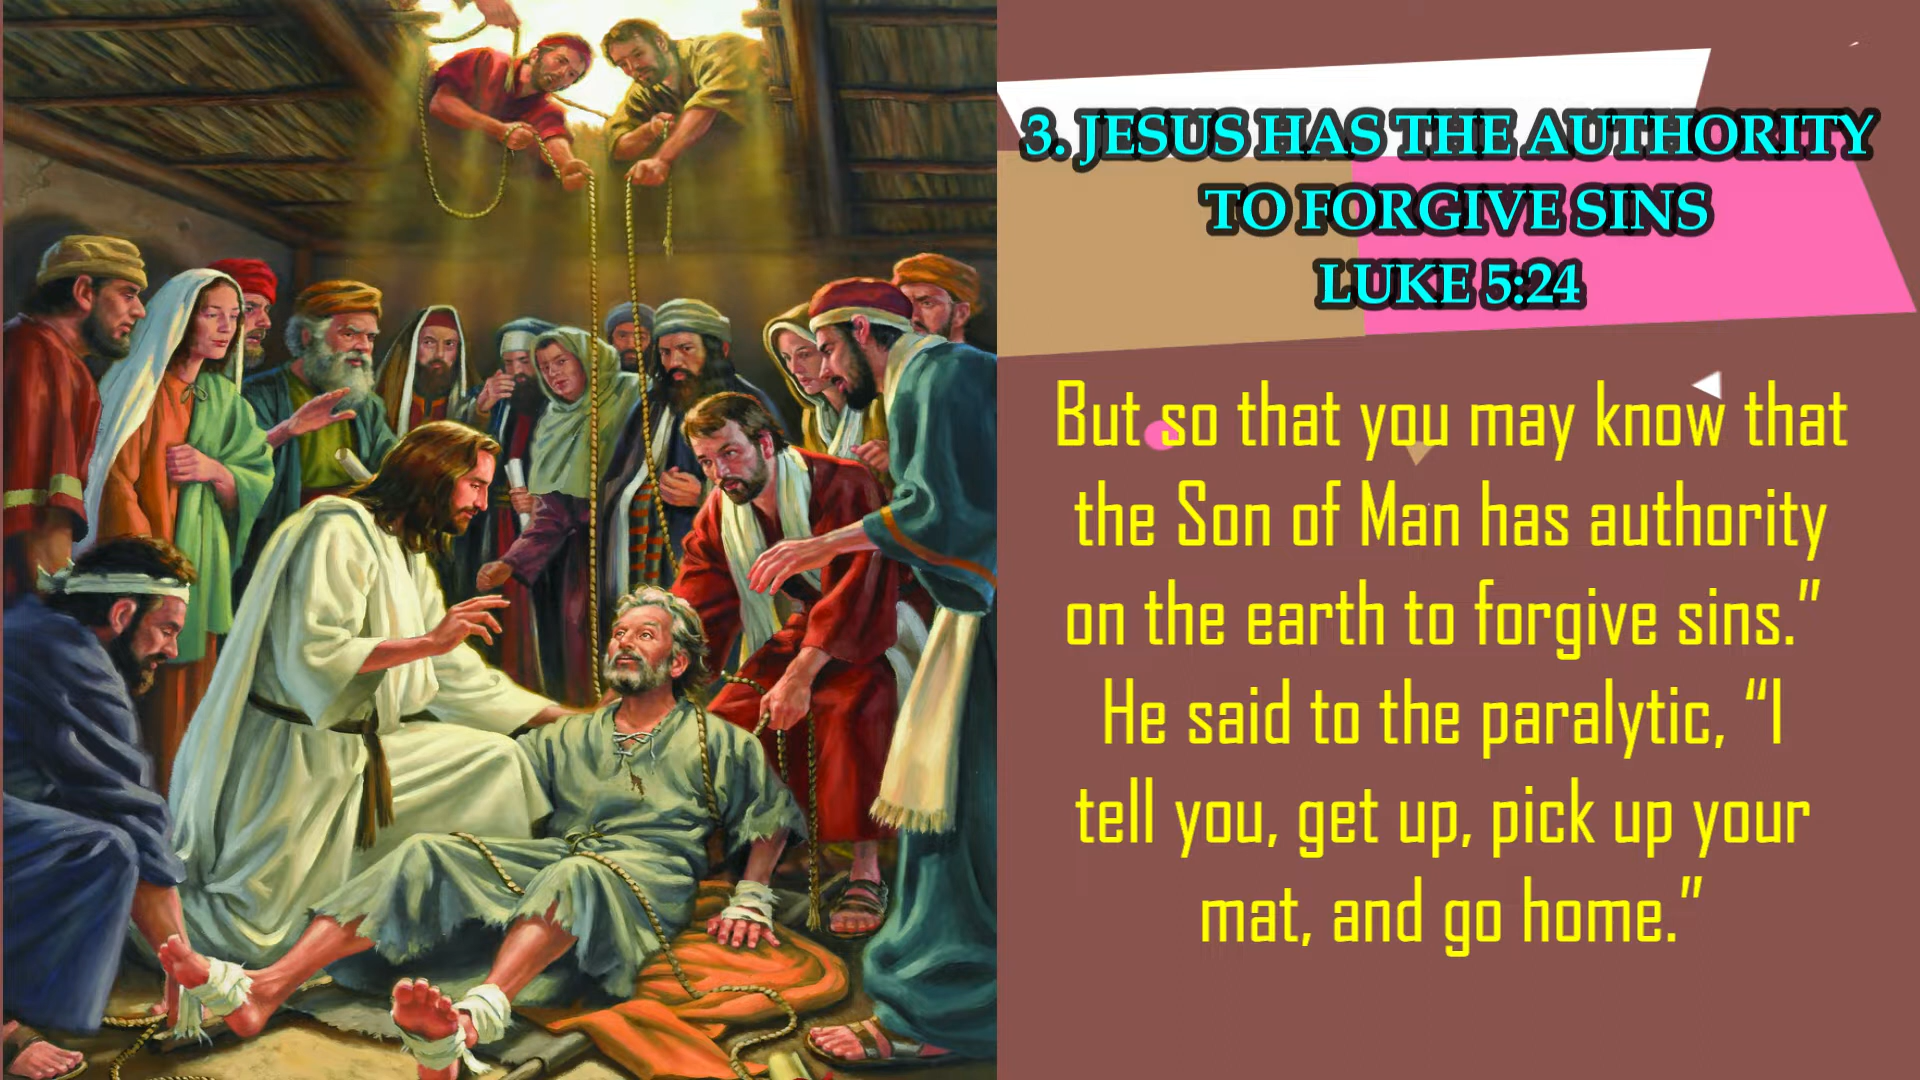 3. JESUS HAS THE AUTHORITY
TO FORGIVE SINS
LUKE 5:24
But so that you may know that
the Son of Man has authority
on the earth to forgive sins.”
He said to the paralytic, “I
tell you, get up, pick up your
mat, and go home.”